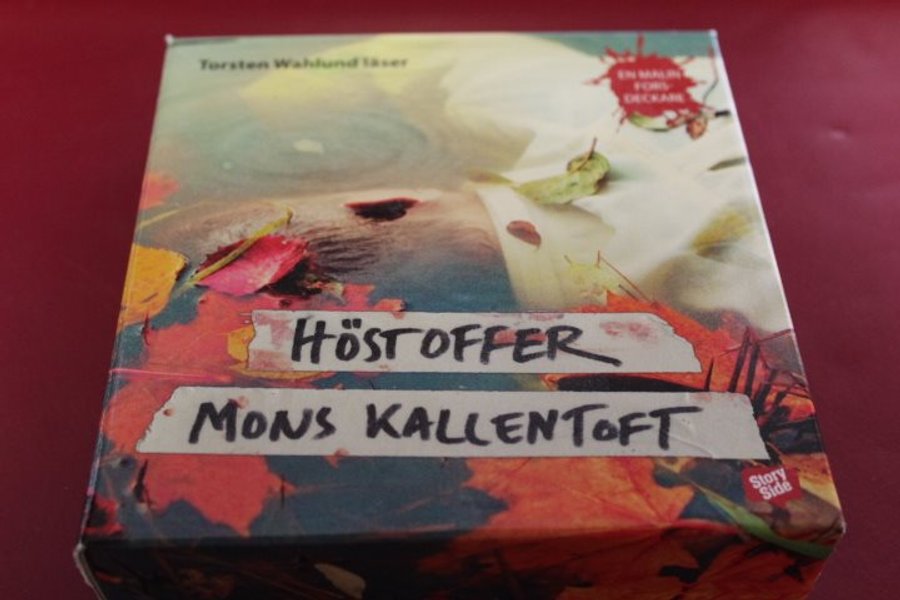 Torsten Wahlund läser
EN MALIN
FORS-
DECKARE
HÖSTOFFER
MONS KALLENTOFT
Story
Side